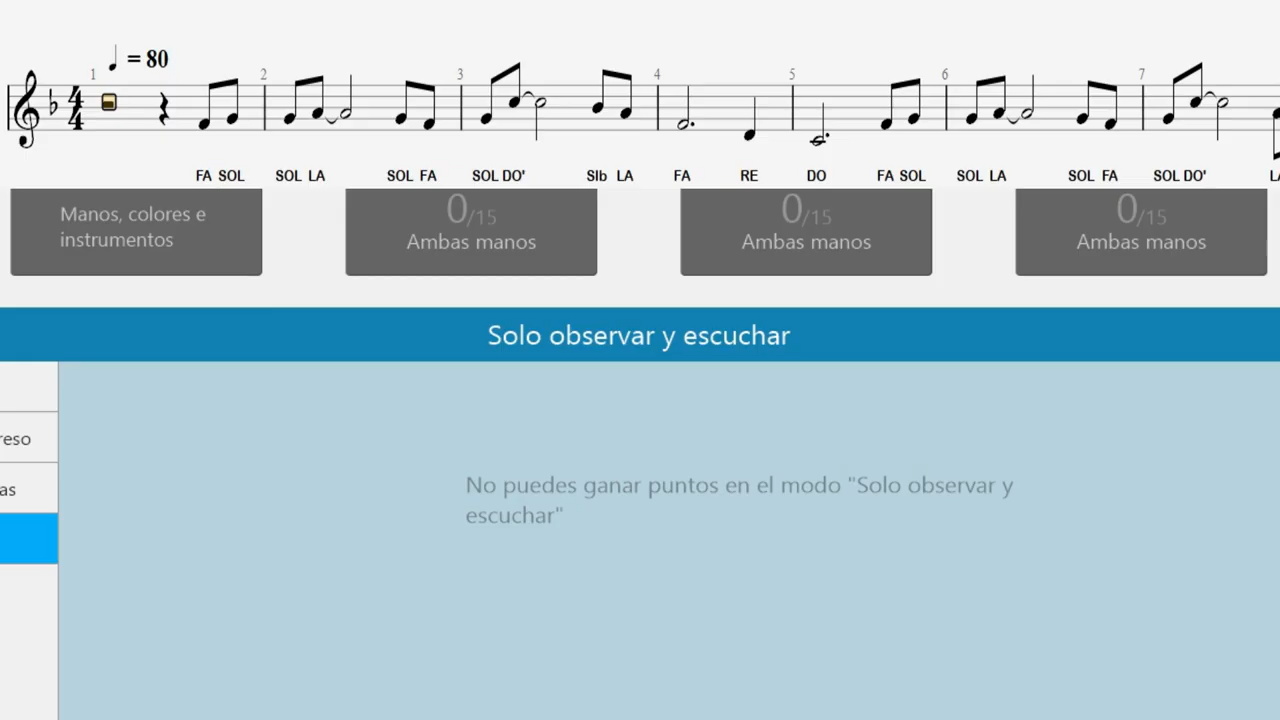 = 80
1 2 3 4 5 6 7
4
4
FA SOL SOL LA SOL FA SOL DO' SIb LA FA RE DO FA SOL SOL LA SOL FA SOL DO' LA
Manos, colores e
instrumentos
0/15
Ambas manos
0/15
Ambas manos
0/15
Ambas manos
Solo observar y escuchar
reso
as
No puedes ganar puntos en el modo "Solo observar y
escuchar"